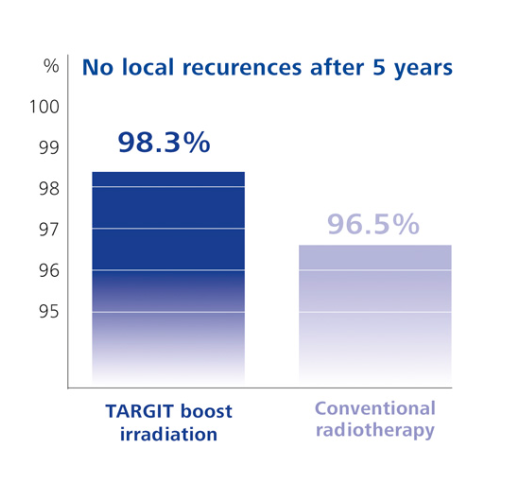 % No local recurences after 5 years
100
99
98.3%
98
97
96.5%
96
95
TARGIT boost
irradiation
Conventional
radiotherapy